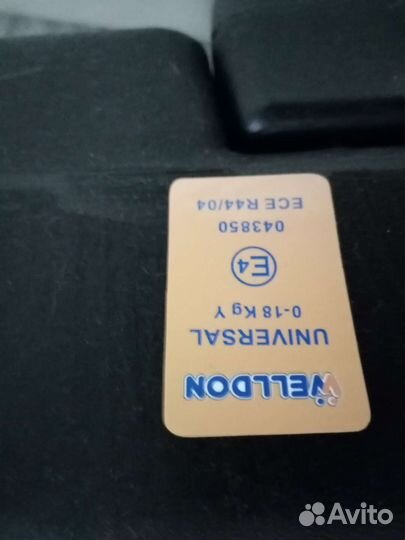 WELLDON
UNIVERSAL
0-18 Kg Y
E4
043850
ECE R44/04
Avito